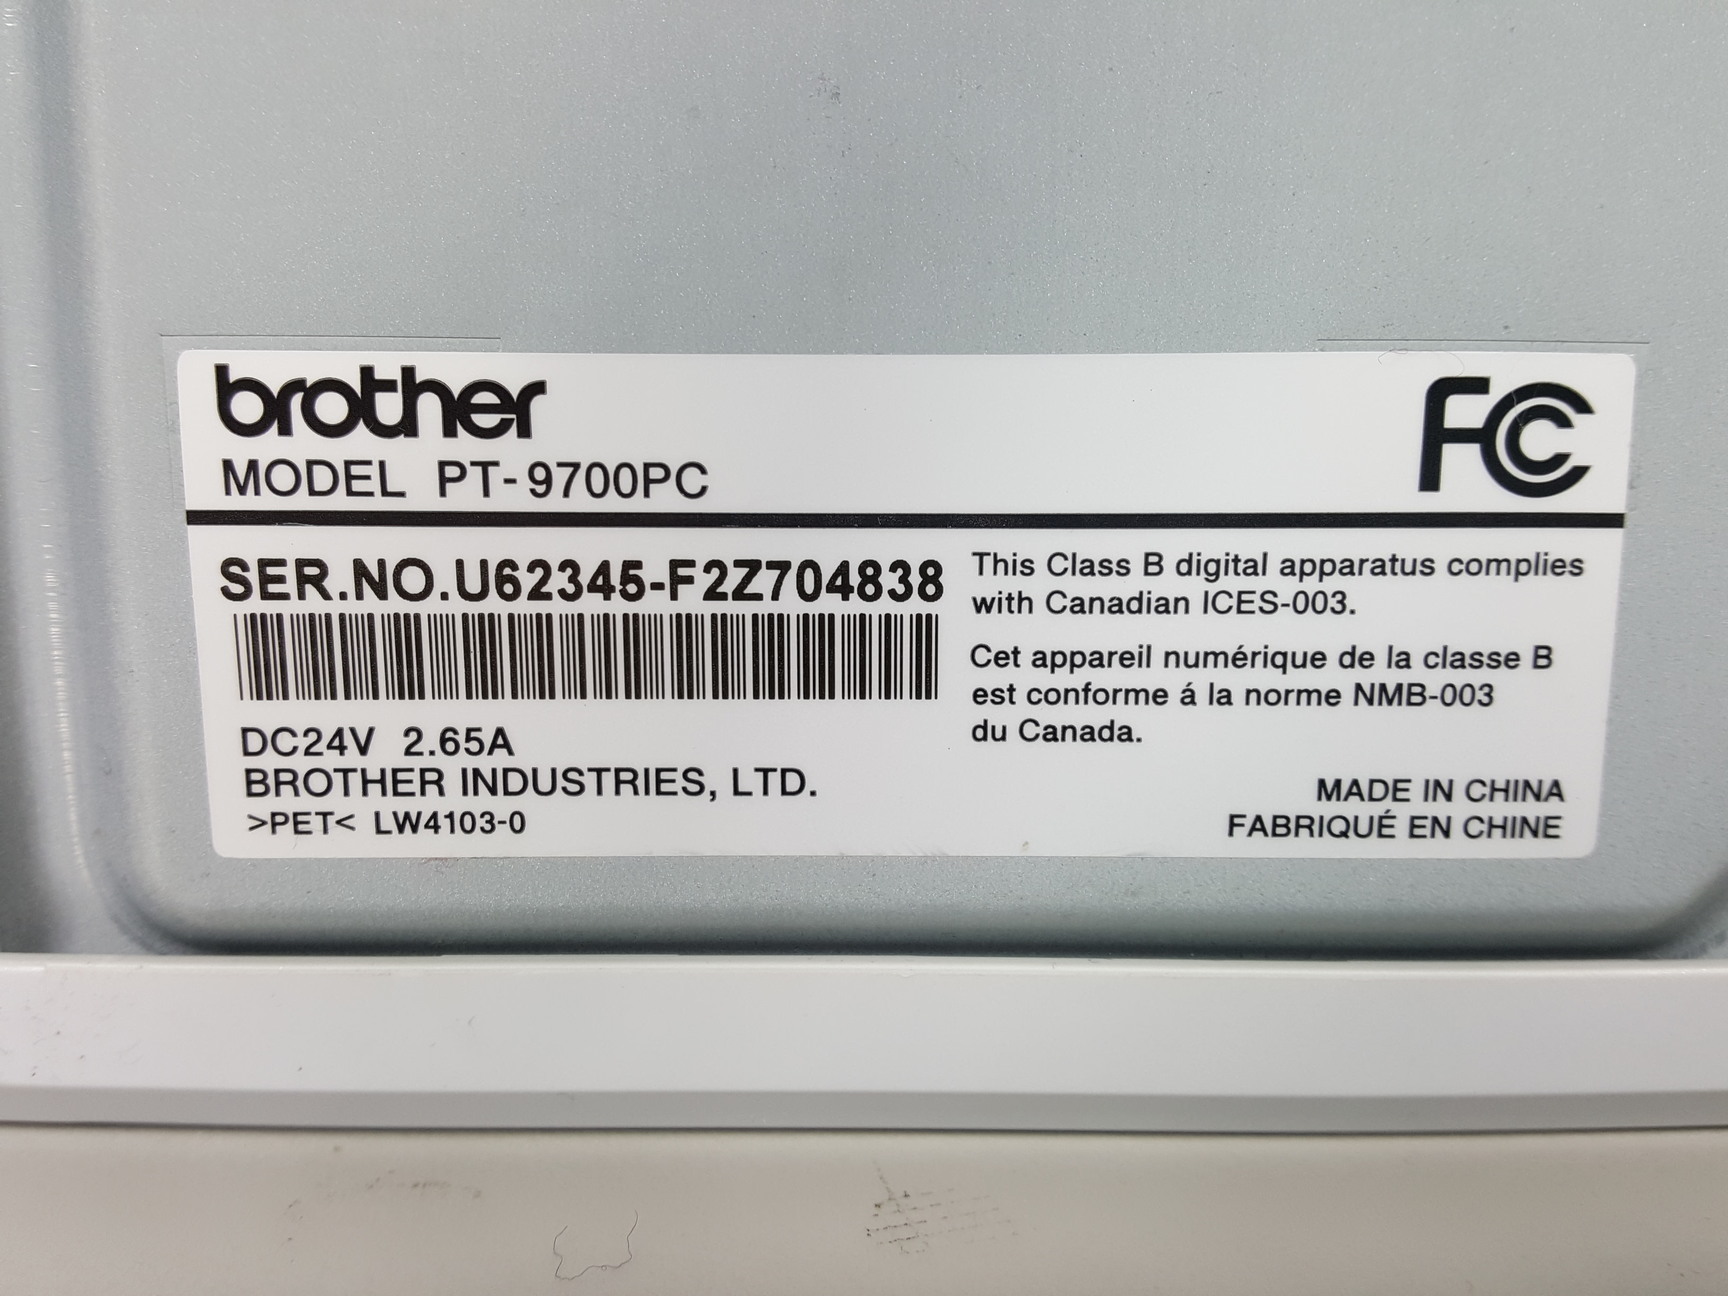 brother
FC
MODEL PT-9700PC
SER.NO.U62345-F2Z704838
DC24V 2.65A
BROTHER INDUSTRIES, LTD.
>PET< LW4103-0
This Class B digital apparatus complies
with Canadian ICES-003.
Cet appareil numérique de la classe B
est conforme á la norme NMB-003
du Canada.
MADE IN CHINA
FABRIQUÉ EN CHINE